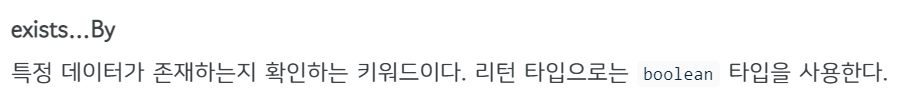 exists...By
특정 데이터가 존재하는지 확인하는 키워드이다. 리턴 타입으로는 boolean 타입을 사용한다.